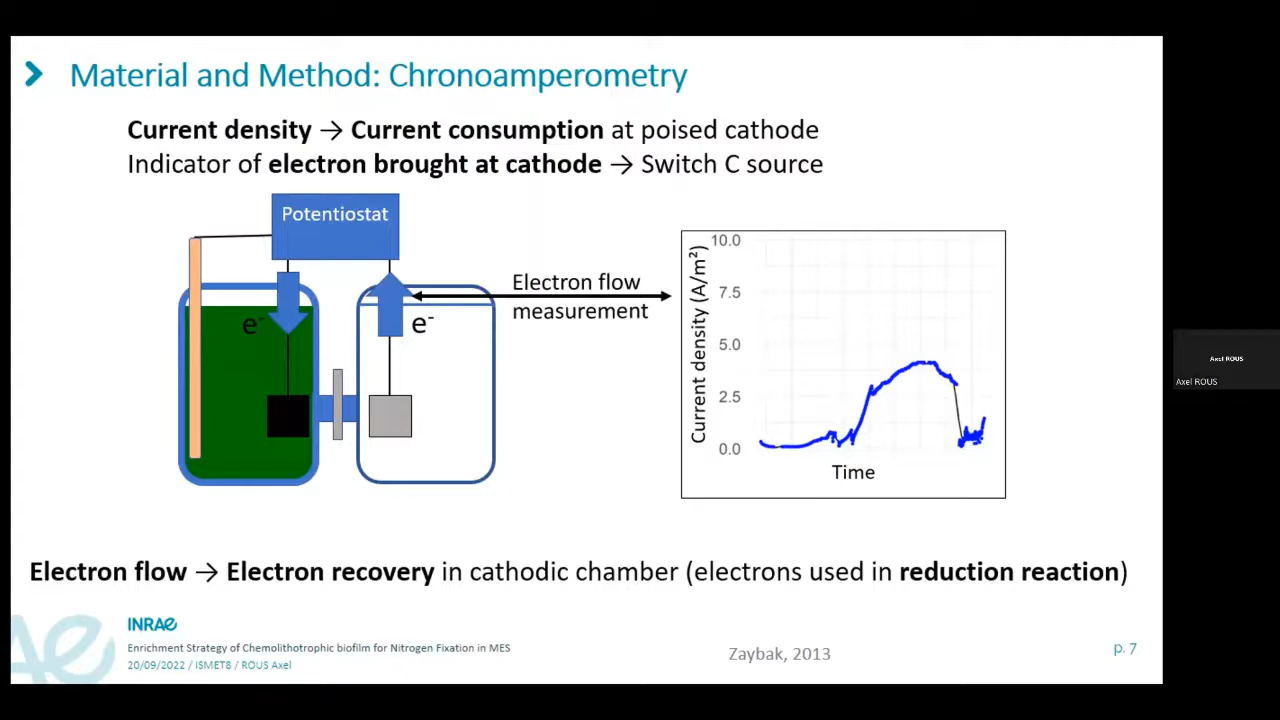 Material and Method: Chronoamperometry
Current density → Current consumption at poised cathode
Indicator of electron brought at cathode → Switch C source
Potentiostat
e-
e-
Electron flow
measurement
Current density (A/m²)
10.0
7.5
5.0
2.5
0.0
Time
Axel ROUS
Axel ROUS
Electron flow → Electron recovery in cathodic chamber (electrons used in reduction reaction)
INRAE
Enrichment Strategy of Chemolithotrophic biofilm for Nitrogen Fixation in MES
20/09/2022 / ISMET8 / ROUS Axel
Zaybak, 2013
p. 7